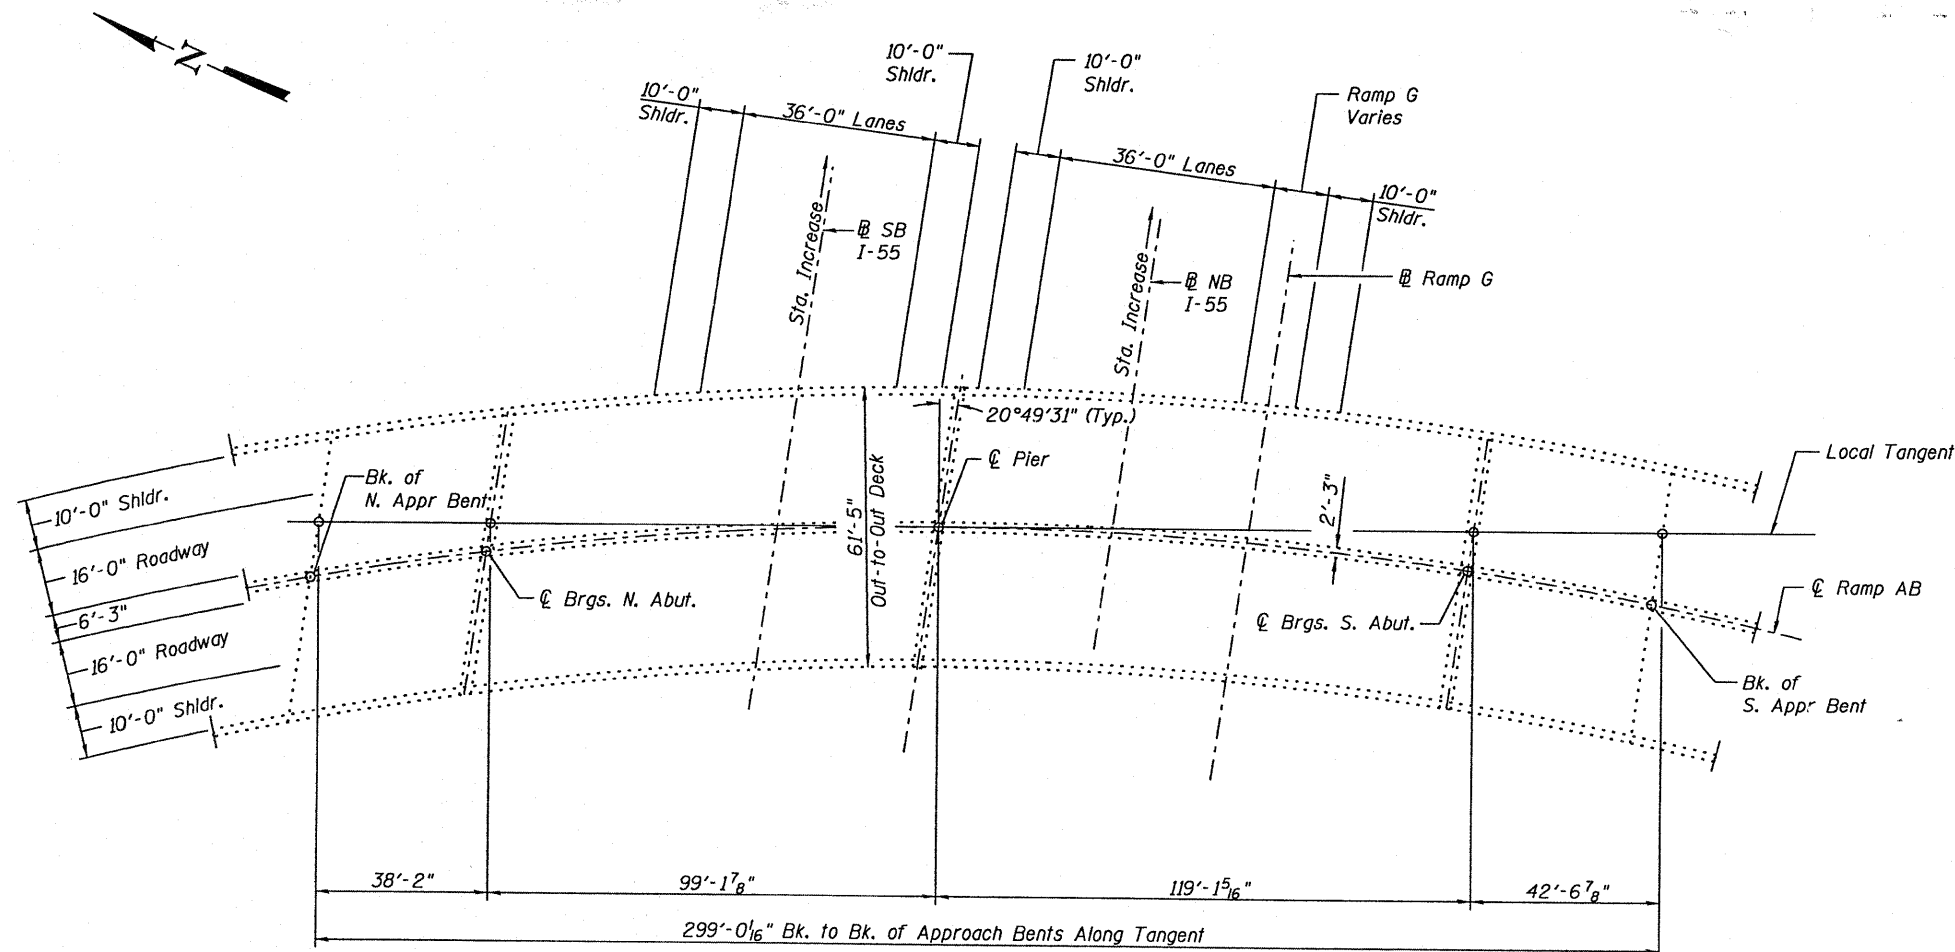 N
10'-0"
Shldr.
36'-0" Lanes
10'-0"
Shldr.
10'-0"
Shldr.
36'-0" Lanes
Ramp G
Varies
10'-0"
Shldr.
Sta. Increase
℄ SB
I-55
Sta. Increase
℄ NB
I-55
℄ Ramp G
20°49'31" (Typ.)
℄ Pier
Local Tangent
Bk. of
N. Appr Bent
10'-0" Shldr.
16'-0" Roadway
6'-3"
16'-0" Roadway
10'-0" Shldr.
61'-5"
Out-to-Out Deck
2'-3"
℄ Brgs. N. Abut.
℄ Brgs. S. Abut.
℄ Ramp AB
Bk. of
S. Appr Bent
38'-2"
99'-1⅞"
119'-1⁵⁄₁₆"
42'-6⅞"
299'-0¹⁄₁₆" Bk. to Bk. of Approach Bents Along Tangent